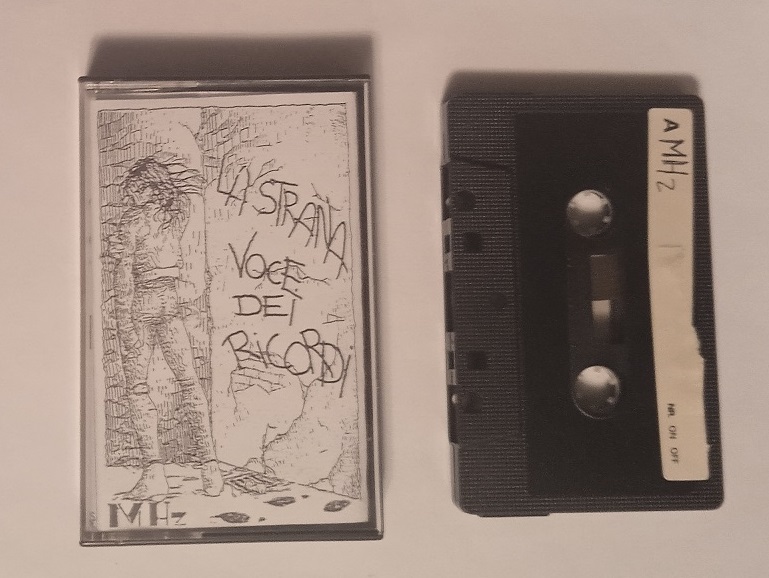 LA STRANA
VOCE
DEI
RICORDI
MHz
A MHz
NR. ON OFF